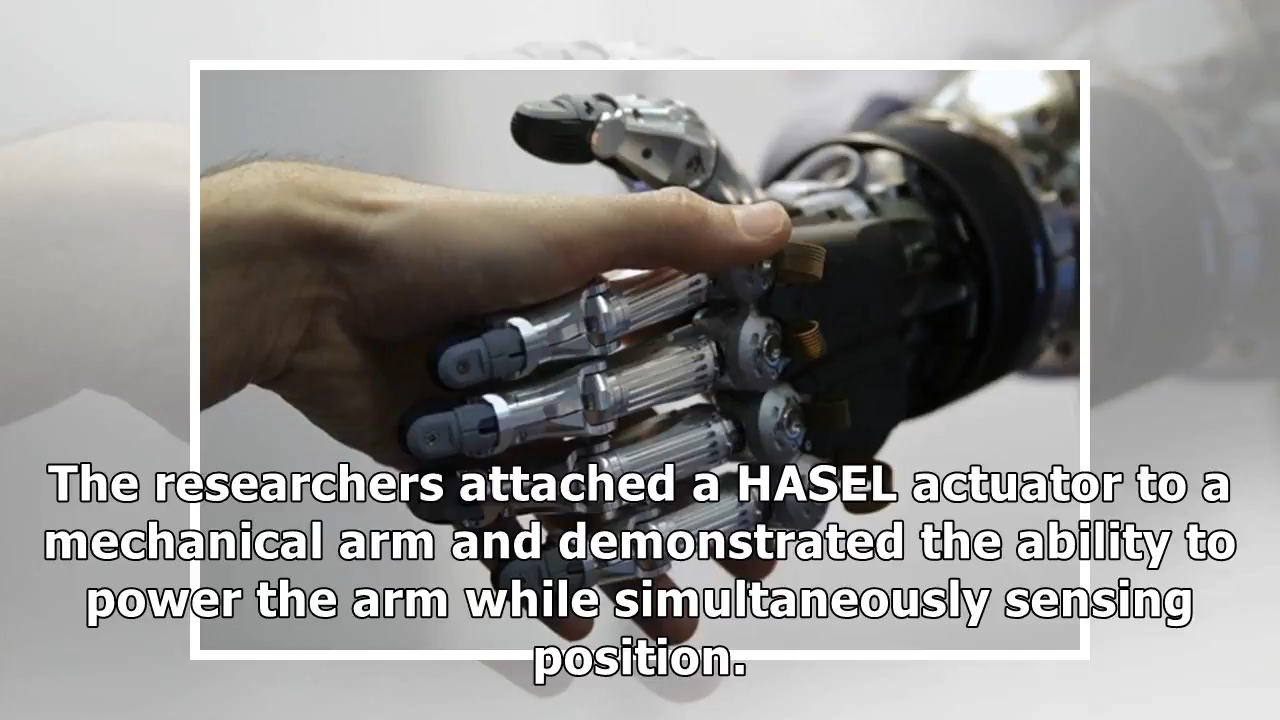 The researchers attached a HASEL actuator to a
mechanical arm and demonstrated the ability to
power the arm while simultaneously sensing
position.